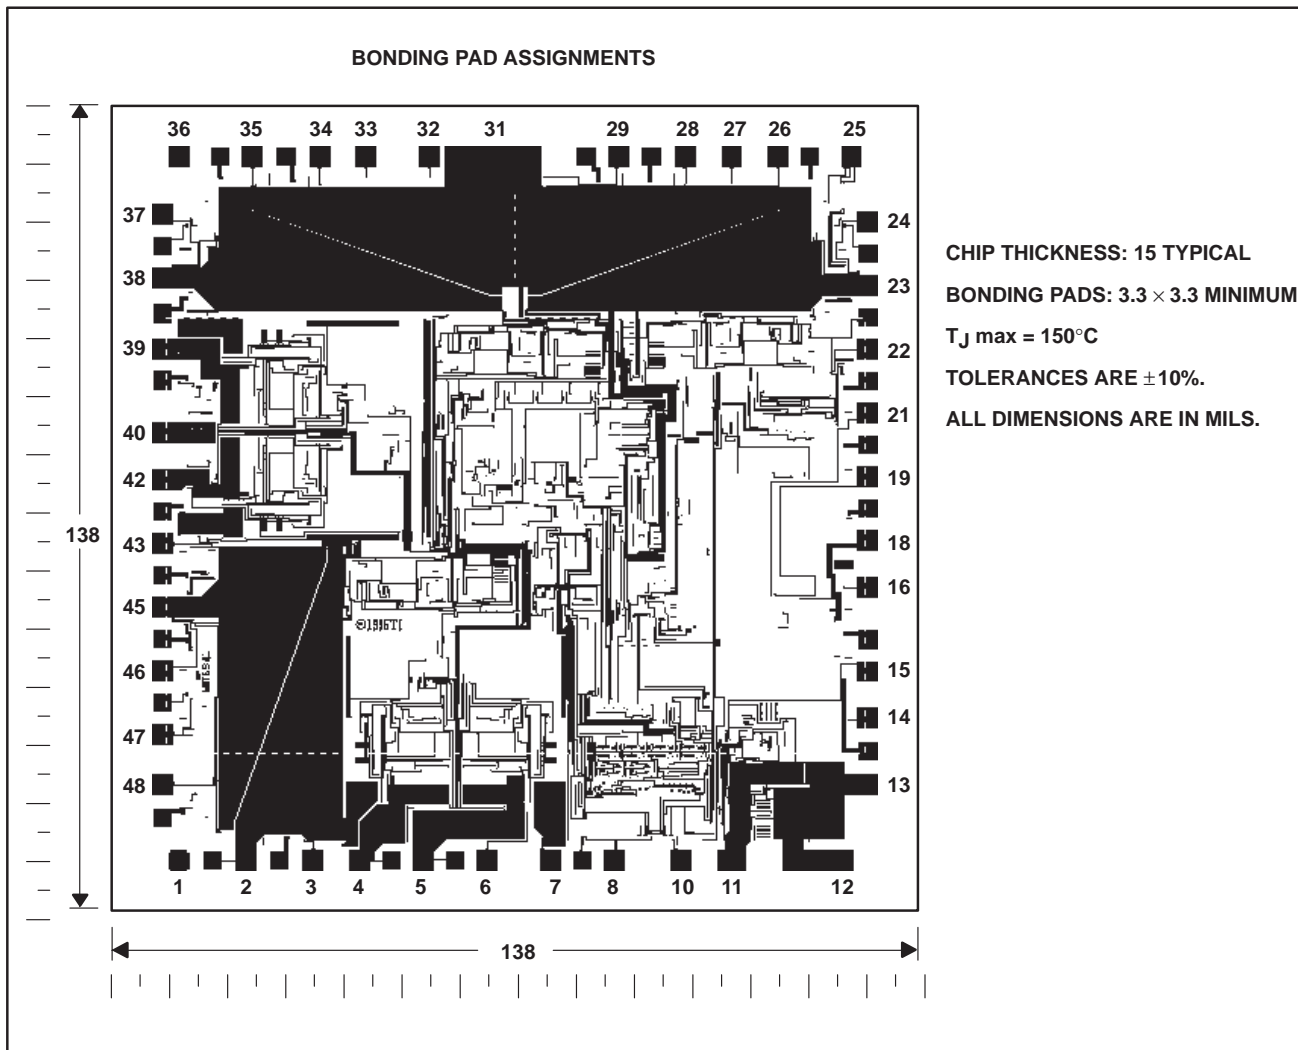 BONDING PAD ASSIGNMENTS
36 35 34 33 32 31 29 28 27 26 25
37
24
38
23
39
22
40
21
42
19
43
18
45
16
46
15
47
14
48
13
1 2 3 4 5 6 7 8 10 11 12
138
138
©1996TI
CHIP THICKNESS: 15 TYPICAL
BONDING PADS: 3.3 × 3.3 MINIMUM
TJ max = 150°C
TOLERANCES ARE ±10%.
ALL DIMENSIONS ARE IN MILS.